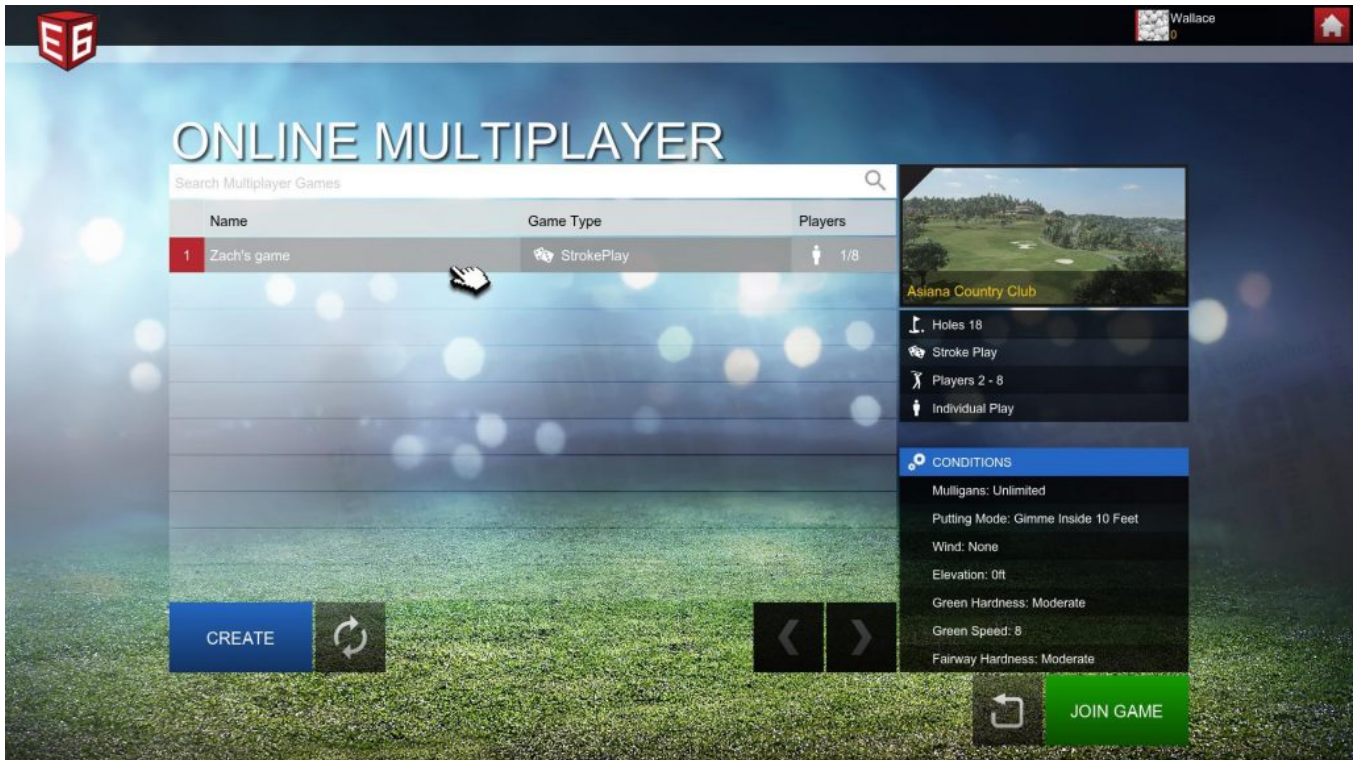 E6
Wallace
0
ONLINE MULTIPLAYER
Search Multiplayer Games
Name Game Type Players
1 Zach's game StrokePlay 1/8
CREATE
Asiana Country Club
Holes 18
Stroke Play
Players 2 - 8
Individual Play
CONDITIONS
Mulligans: Unlimited
Putting Mode: Gimme Inside 10 Feet
Wind: None
Elevation: 0ft
Green Hardness: Moderate
Green Speed: 8
Fairway Hardness: Moderate
JOIN GAME